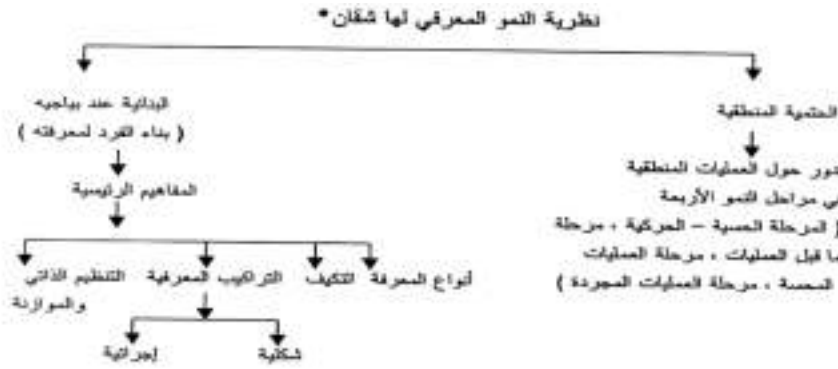 نظرية النمو المعرفي لها شقان*
الحتمية المنطقية
تدور حول العمليات المنطقية
في مراحل النمو الأربعة
( المرحلة الحسية – الحركية ، مرحلة
ما قبل العمليات ، مرحلة العمليات
المحسة ، مرحلة العمليات المجردة )
البنائية عند بياجيه
( بناء الفرد لمعرفته )
المفاهيم الرئيسية
أنواع المعرفة
التكيف
التراكيب المعرفية
التنظيم الذاتي
والموازنة
شكلية
إجرائية